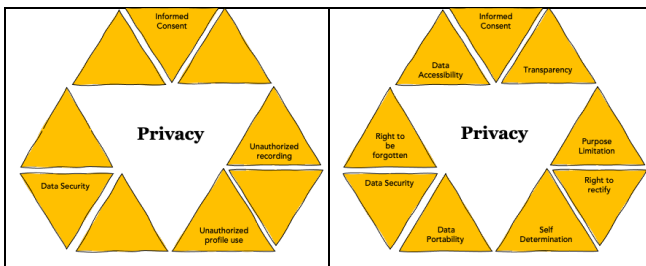 Informed
Consent
Privacy
Unauthorized
recording
Data Security
Unauthorized
profile use
Informed
Consent
Data
Accessibility
Transparency
Privacy
Right to
be
forgotten
Purpose
Limitation
Data Security
Right to
rectify
Data
Portability
Self
Determination